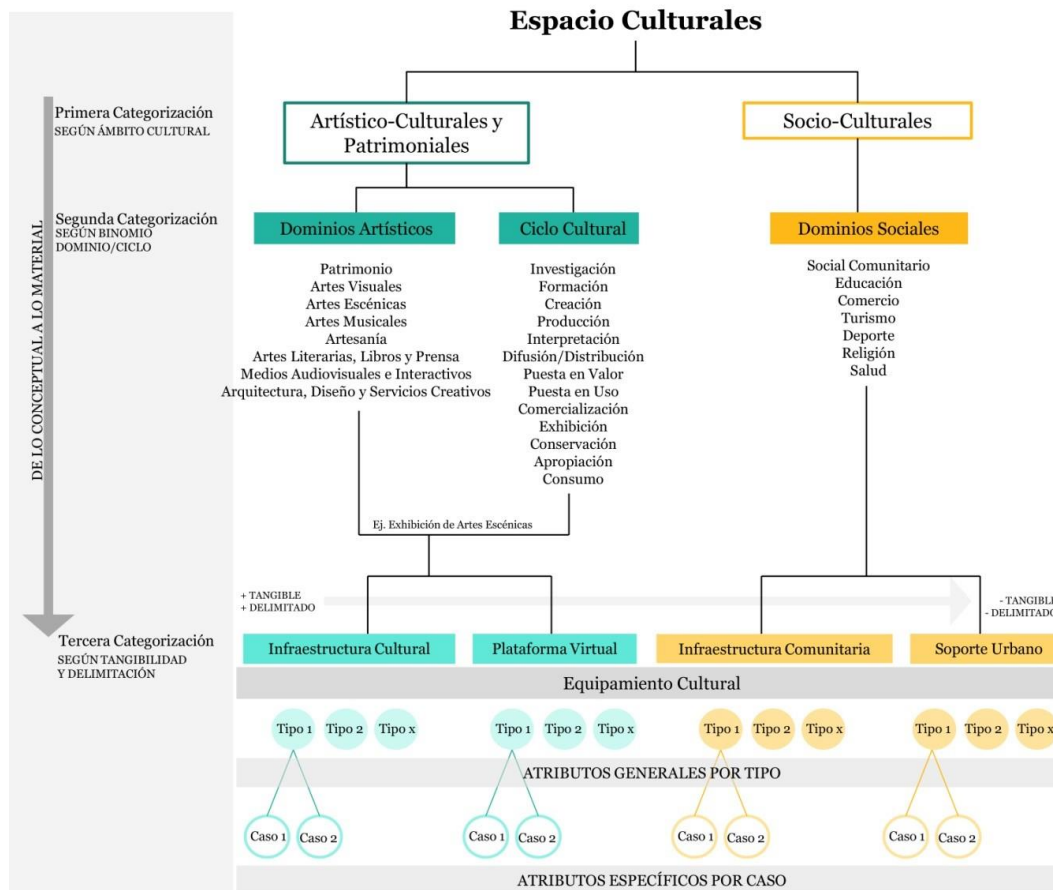 Espacio Culturales
Primera Categorización
SEGÚN ÁMBITO CULTURAL
Artístico-Culturales y
Patrimoniales
Socio-Culturales
DE LO CONCEPTUAL A LO MATERIAL
Segunda Categorización
SEGÚN BINOMIO
DOMINIO/CICLO
Dominios Artísticos
Patrimonio
Artes Visuales
Artes Escénicas
Artes Musicales
Artesanía
Artes Literarias, Libros y Prensa
Medios Audiovisuales e Interactivos
Arquitectura, Diseño y Servicios Creativos
Ciclo Cultural
Investigación
Formación
Creación
Producción
Interpretación
Difusión/Distribución
Puesta en Valor
Puesta en Uso
Comercialización
Exhibición
Conservación
Apropiación
Consumo
Dominios Sociales
Social Comunitario
Educación
Comercio
Turismo
Deporte
Religión
Salud
Ej. Exhibición de Artes Escénicas
+ TANGIBLE
+ DELIMITADO
- TANGIBLE
- DELIMITADO
Tercera Categorización
SEGÚN TANGIBILIDAD
Y DELIMITACIÓN
Infraestructura Cultural
Plataforma Virtual
Infraestructura Comunitaria
Soporte Urbano
Equipamiento Cultural
Tipo 1 Tipo 2 Tipo x
Tipo 1 Tipo 2 Tipo x
Tipo 1 Tipo 2 Tipo x
Tipo 1 Tipo 2 Tipo x
ATRIBUTOS GENERALES POR TIPO
Caso 1 Caso 2
Caso 1 Caso 2
Caso 1 Caso 2
Caso 1 Caso 2
ATRIBUTOS ESPECÍFICOS POR CASO